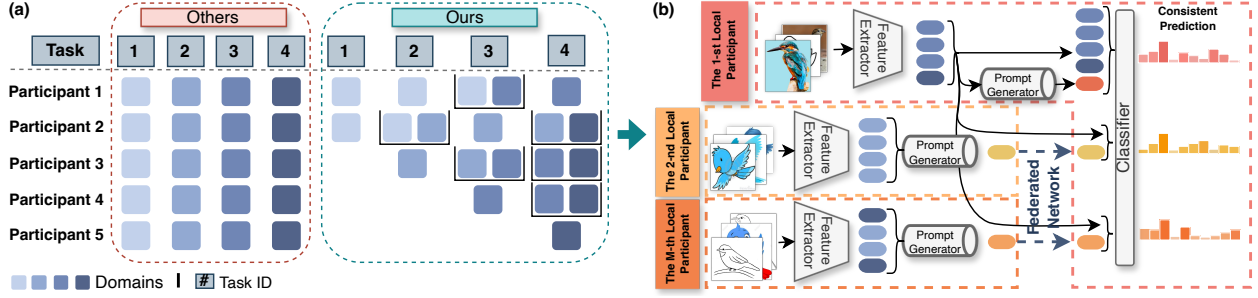 (a)
Others
Ours
Task
1
2
3
4
1
2
3
4
Participant 1
Participant 2
Participant 3
Participant 4
Participant 5
Domains
#
Task ID
(b)
The 1-st Local
Participant
Feature
Extractor
Prompt
Generator
Consistent
Prediction
The 2-nd Local
Participant
Feature
Extractor
Prompt
Generator
Federated
Network
Classifier
The M-th Local
Participant
Feature
Extractor
Prompt
Generator